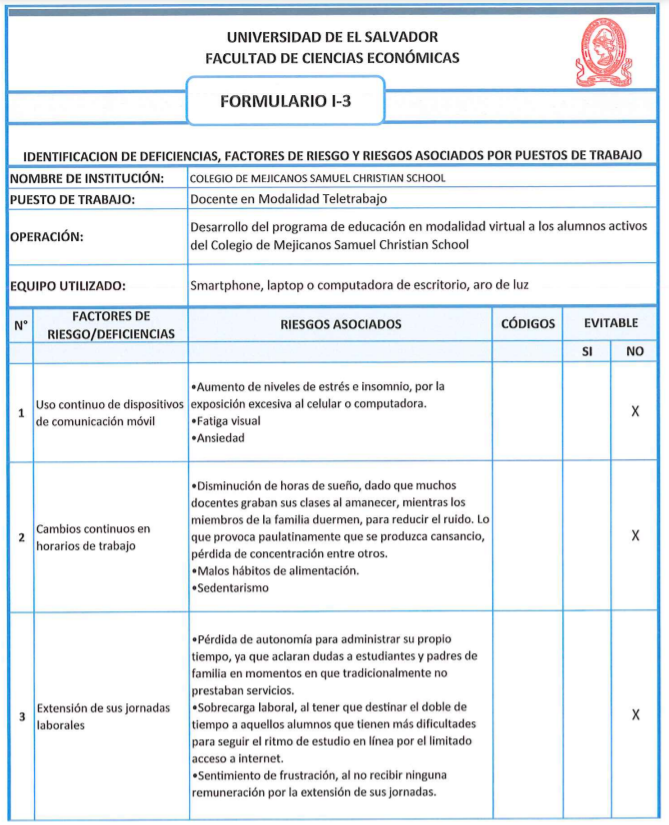 UNIVERSIDAD DE EL SALVADOR
FACULTAD DE CIENCIAS ECONÓMICAS
FORMULARIO I-3
IDENTIFICACION DE DEFICIENCIAS, FACTORES DE RIESGO Y RIESGOS ASOCIADOS POR PUESTOS DE TRABAJO
NOMBRE DE INSTITUCIÓN: COLEGIO DE MEJICANOS SAMUEL CHRISTIAN SCHOOL
PUESTO DE TRABAJO: Docente en Modalidad Teletrabajo
OPERACIÓN: Desarrollo del programa de educación en modalidad virtual a los alumnos activos
del Colegio de Mejicanos Samuel Christian School
EQUIPO UTILIZADO: Smartphone, laptop o computadora de escritorio, aro de luz
N° FACTORES DE RIESGO/DEFICIENCIAS RIESGOS ASOCIADOS CÓDIGOS EVITABLE
SI NO
1 Uso continuo de dispositivos
de comunicación móvil
•Aumento de niveles de estrés e insomnio, por la
exposición excesiva al celular o computadora.
•Fatiga visual
•Ansiedad
X
2 Cambios continuos en
horarios de trabajo
•Disminución de horas de sueño, dado que muchos
docentes graban sus clases al amanecer, mientras los
miembros de la familia duermen, para reducir el ruido. Lo
que provoca paulatinamente que se produzca cansancio,
pérdida de concentración entre otros.
•Malos hábitos de alimentación.
•Sedentarismo
X
3 Extensión de sus jornadas
laborales
•Pérdida de autonomía para administrar su propio
tiempo, ya que aclaran dudas a estudiantes y padres de
familia en momentos en que tradicionalmente no
prestaban servicios.
•Sobrecarga laboral, al tener que destinar el doble de
tiempo a aquellos alumnos que tienen más dificultades
para seguir el ritmo de estudio en línea por el limitado
acceso a internet.
•Sentimiento de frustración, al no recibir ninguna
remuneración por la extensión de sus jornadas.
X